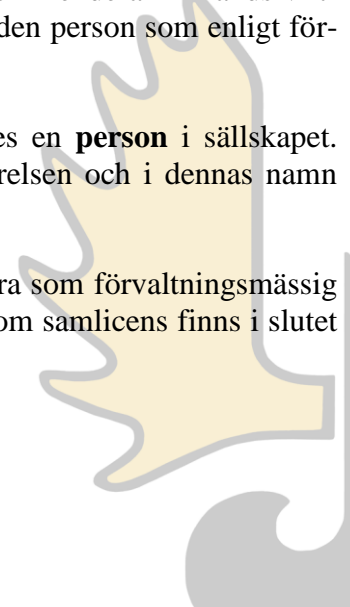 den person som enligt för-
es en person i sällskapet.
relsen och i dennas namn
ra som förvaltningsmässig
om samlicens finns i slutet